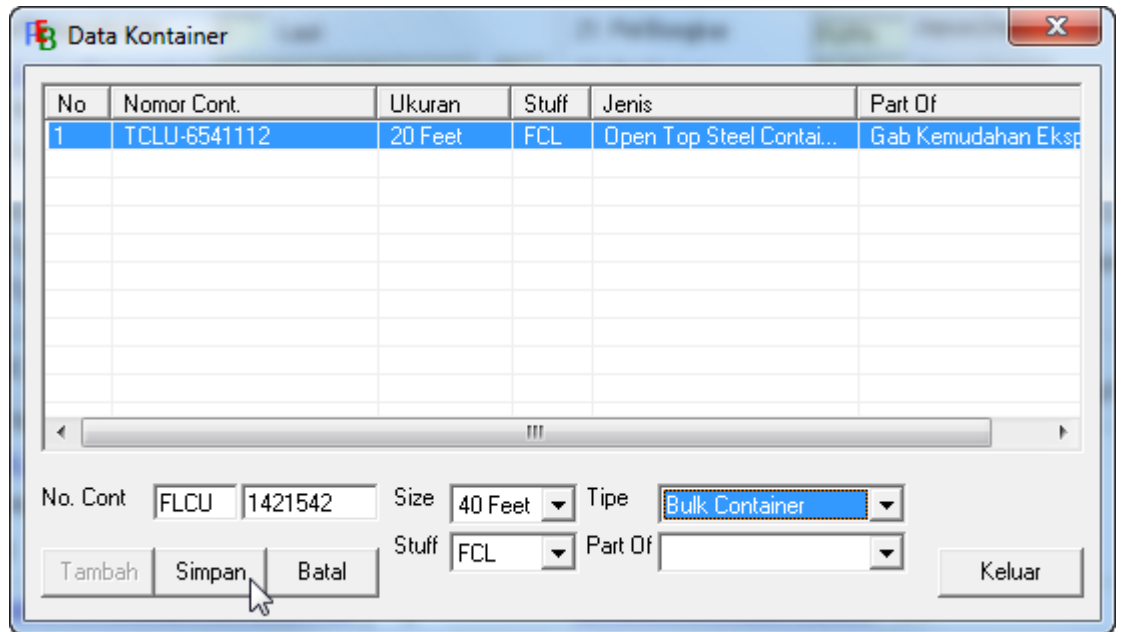 PEB Data Kontainer
No Nomor Cont. Ukuran Stuff Jenis Part Of
1 TCLU-6541112 20 Feet FCL Open Top Steel Contai... Gab Kemudahan Eksp
No. Cont FLCU 1421542 Size 40 Feet Tipe Bulk Container
Stuff FCL Part Of
Tambah Simpan Batal Keluar